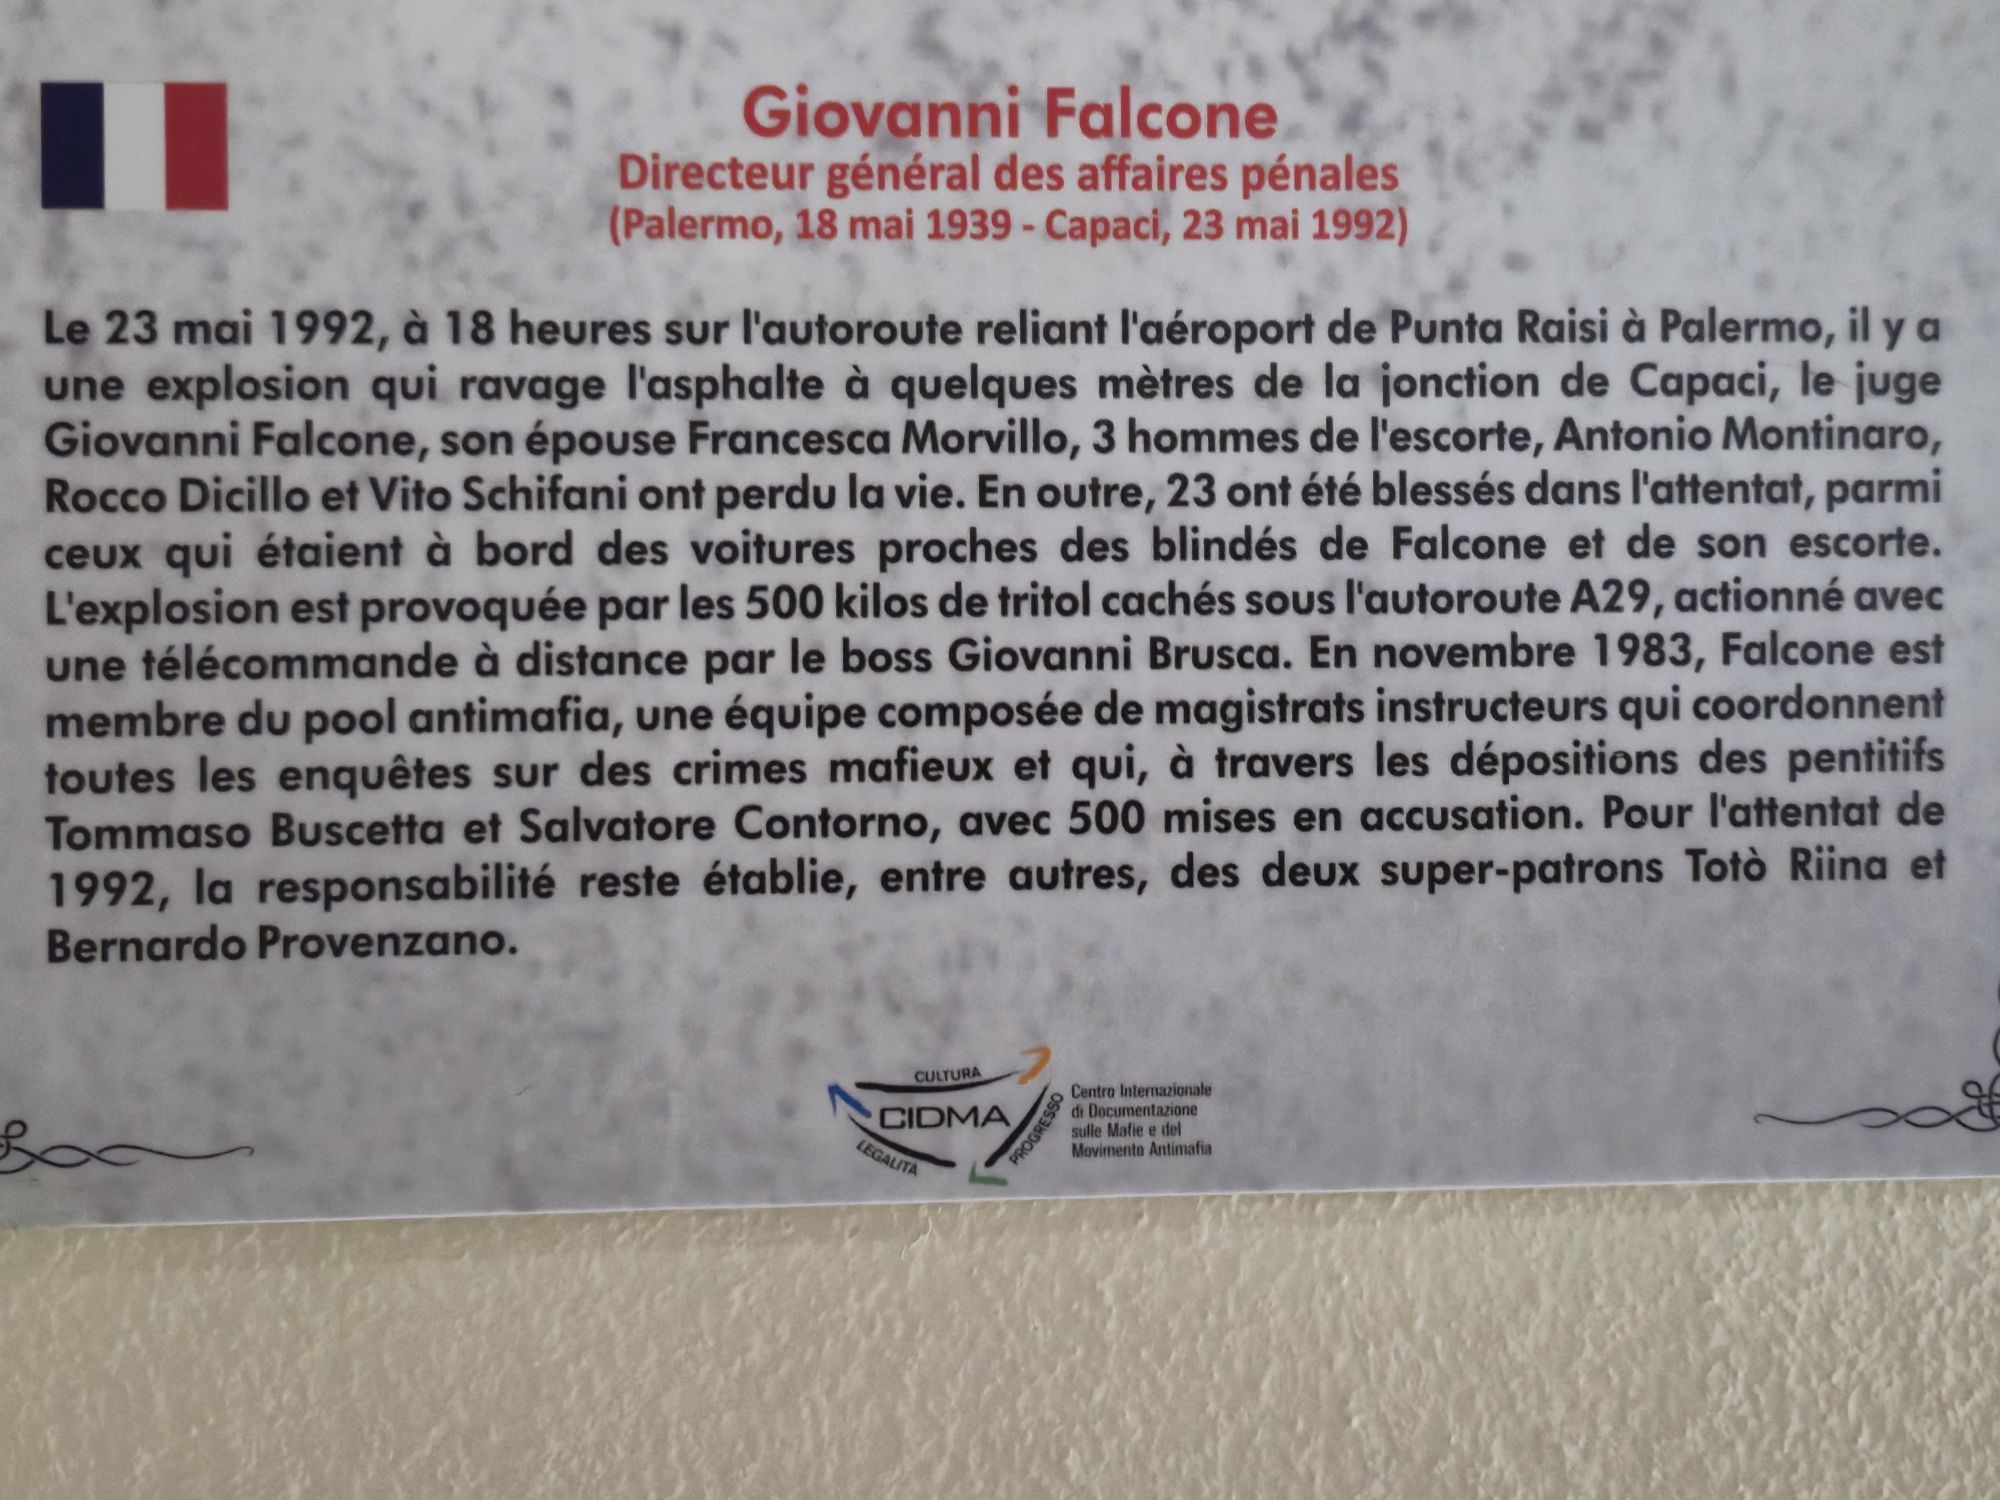 Giovanni Falcone
Directeur général des affaires pénales
(Palermo, 18 mai 1939 - Capaci, 23 mai 1992)
Le 23 mai 1992, à 18 heures sur l'autoroute reliant l'aéroport de Punta Raisi à Palermo, il y a
une explosion qui ravage l'asphalte à quelques mètres de la jonction de Capaci, le juge
Giovanni Falcone, son épouse Francesca Morvillo, 3 hommes de l'escorte, Antonio Montinaro,
Rocco Dicillo et Vito Schifani ont perdu la vie. En outre, 23 ont été blessés dans l'attentat, parmi
ceux qui étaient à bord des voitures proches des blindés de Falcone et de son escorte.
L'explosion est provoquée par les 500 kilos de tritol cachés sous l'autoroute A29, actionné avec
une télécommande à distance par le boss Giovanni Brusca. En novembre 1983, Falcone est
membre du pool antimafia, une équipe composée de magistrats instructeurs qui coordonnent
toutes les enquêtes sur des crimes mafieux et qui, à travers les dépositions des pentitifs
Tommaso Buscetta et Salvatore Contorno, avec 500 mises en accusation. Pour l'attentat de
1992, la responsabilité reste établie, entre autres, des deux super-patrons Totò Riina et
Bernardo Provenzano.
CULTURA
CIDMA
LEGALITA
PROGRESSO
Centro Internazionale
di Documentazione
sulle Mafie e del
Movimento Antimafia